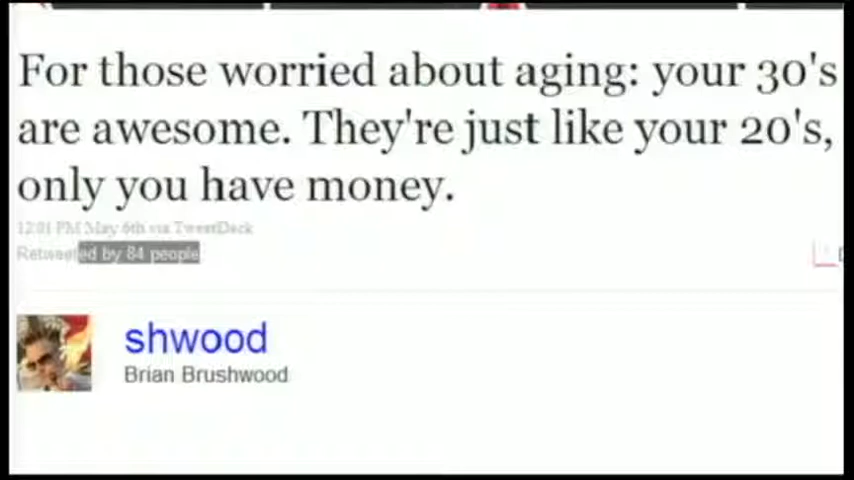 For those worried about aging: your 30's
are awesome. They're just like your 20's,
only you have money.
12:01 PM May 6th via TweetDeck
Retweeted by 84 people
shwood
Brian Brushwood